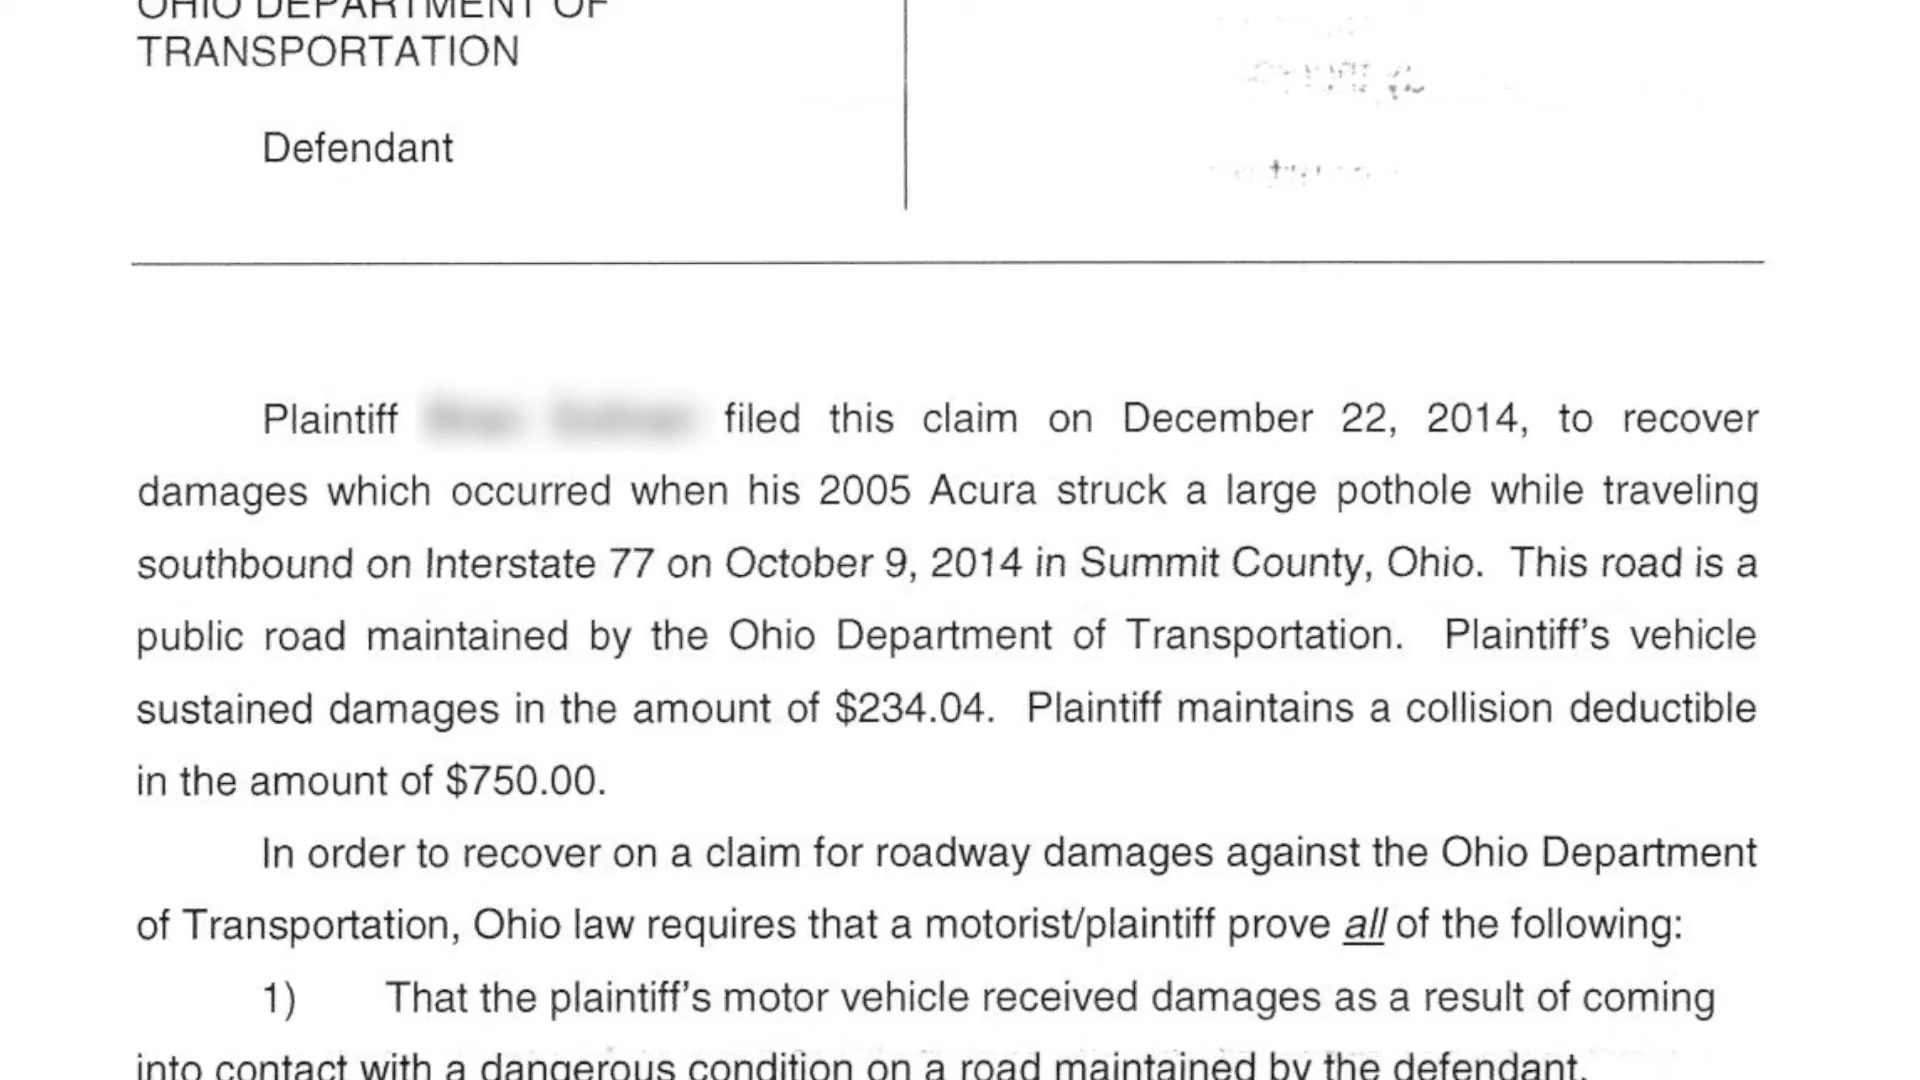 OHIO DEPARTMENT OF
TRANSPORTATION
Defendant
Plaintiff filed this claim on December 22, 2014, to recover
damages which occurred when his 2005 Acura struck a large pothole while traveling
southbound on Interstate 77 on October 9, 2014 in Summit County, Ohio. This road is a
public road maintained by the Ohio Department of Transportation. Plaintiff's vehicle
sustained damages in the amount of $234.04. Plaintiff maintains a collision deductible
in the amount of $750.00.
In order to recover on a claim for roadway damages against the Ohio Department
of Transportation, Ohio law requires that a motorist/plaintiff prove all of the following:
1) That the plaintiff's motor vehicle received damages as a result of coming
into contact with a dangerous condition on a road maintained by the defendant.